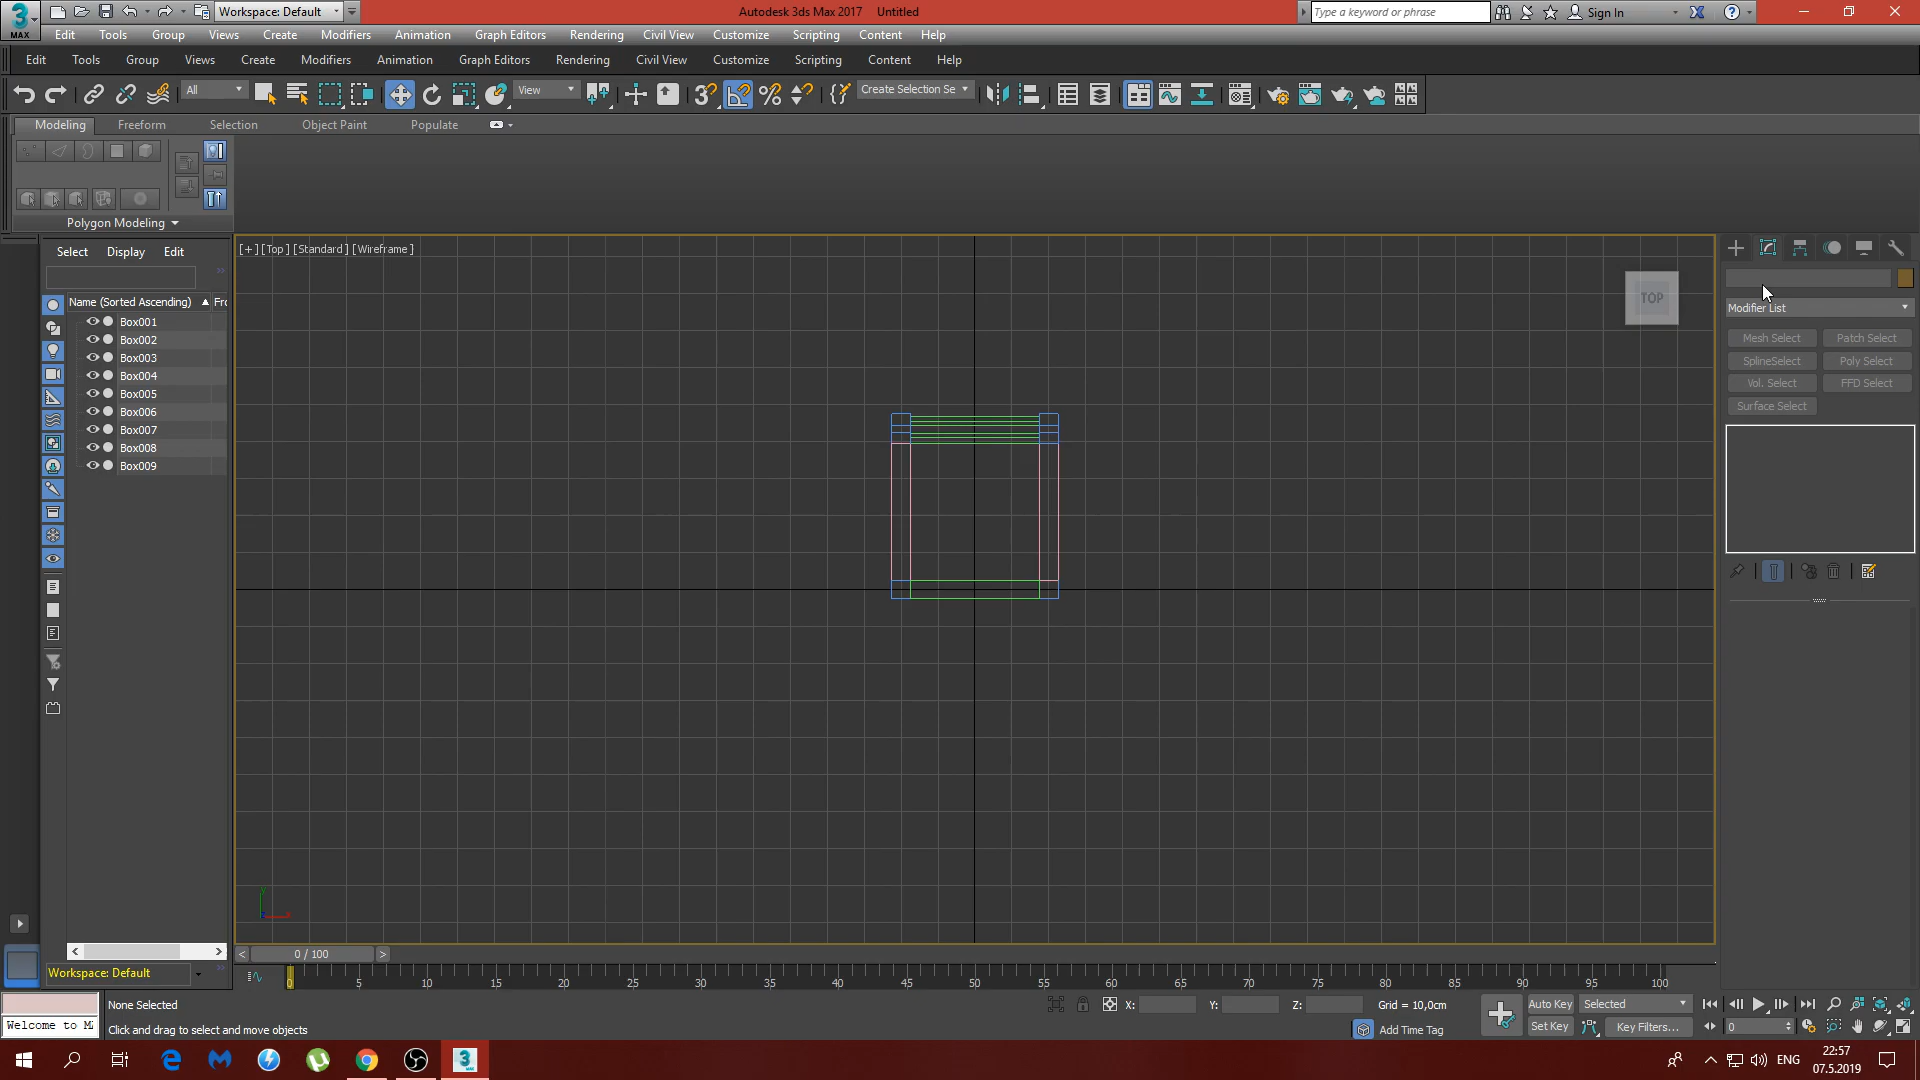 Workspace: Default
Autodesk 3ds Max 2017 Untitled
Type a keyword or phrase
Sign In
MAX
Edit Tools Group Views Create Modifiers Animation Graph Editors Rendering Civil View Customize Scripting Content Help
Edit Tools Group Views Create Modifiers Animation Graph Editors Rendering Civil View Customize Scripting Content Help
All
View
Create Selection Se
Modeling Freeform Selection Object Paint Populate
Polygon Modeling
Select Display Edit
Name (Sorted Ascending) Fr
Box001
Box002
Box003
Box004
Box005
Box006
Box007
Box008
Box009
[+] [Top] [Standard] [Wireframe]
TOP
Modifier List
Mesh Select Patch Select
SplineSelect Poly Select
Vol. Select FFD Select
Surface Select
0 / 100
Workspace: Default
0 5 10 15 20 25 30 35 40 45 50 55 60 65 70 75 80 85 90 95 100
None Selected
X: Y: Z: Grid = 10,0cm
Auto Key Selected
Welcome to M
Click and drag to select and move objects
Add Time Tag
Set Key Key Filters...
0
ENG
22:57
07.5.2019